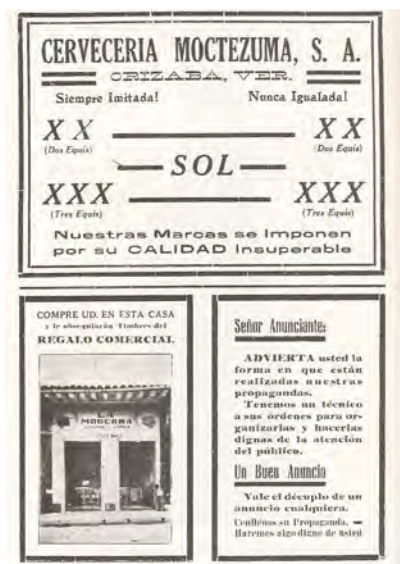 CERVECERIA MOCTEZUMA, S. A.
ORIZABA, VER.
Siempre Imitada! Nunca Igualada!
XX XX
(Dos Equis) (Dos Equis)
SOL
XXX XXX
(Tres Equis) (Tres Equis)
Nuestras Marcas se Imponen
por su CALIDAD Insuperable
COMPRE UD. EN ESTA CASA
y le obsequiarán Timbres del
REGALO COMERCIAL
LA
MODERNA
Señor Anunciante:
ADVIERTA usted la
forma en que están
realizadas nuestras
propagandas.
Tenemos un técnico
a sus órdenes para or-
ganizarlas y hacerlas
dignas de la atención
del público.
Un Buen Anuncio
Vale el décuplo de un
anuncio cualquiera.
Confíenos su Propaganda. —
Haremos algo digno de usted